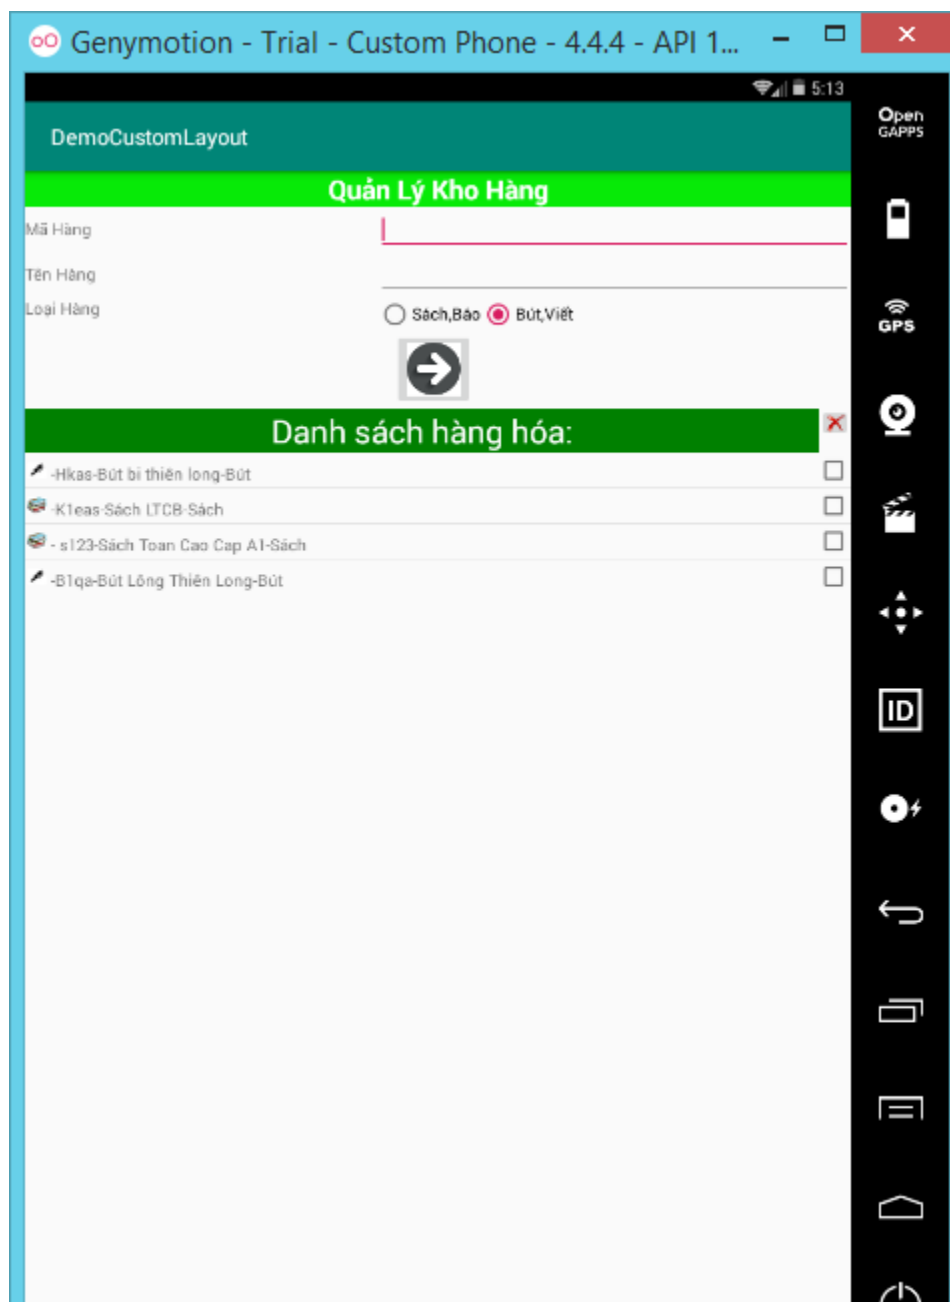 Genymotion - Trial - Custom Phone - 4.4.4 - API 1...
5:13
Open
GAPPS
DemoCustomLayout
Quản Lý Kho Hàng
Mã Hàng
Tên Hàng
Loại Hàng
Sách,Báo
Bút,Viết
GPS
Danh sách hàng hóa:
-Hkas-Bút bi thiên long-Bút
-K1eas-Sách LTCB-Sách
- s123-Sách Toan Cao Cap A1-Sách
-B1qa-Bút Lông Thiên Long-Bút
ID